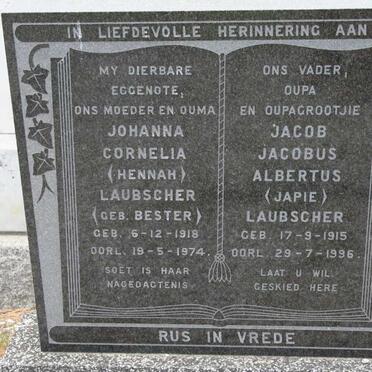 IN LIEFDEVOLLE HERINNERING AAN
MY DIERBARE
EGGENOTE,
ONS MOEDER EN OUMA
JOHANNA
CORNELIA
(HENNAH)
LAUBSCHER
(GEB. BESTER)
GEB. 6-12-1918
OORL. 19-5-1974.
SOET IS HAAR
NAGEDAGTENIS
ONS VADER,
OUPA
EN OUPAGROOTJIE
JACOB
JACOBUS
ALBERTUS
(JAPIE)
LAUBSCHER
GEB. 17-9-1915
OORL. 29-7-1996.
LAAT U WIL
GESKIED HERE
RUS IN VREDE